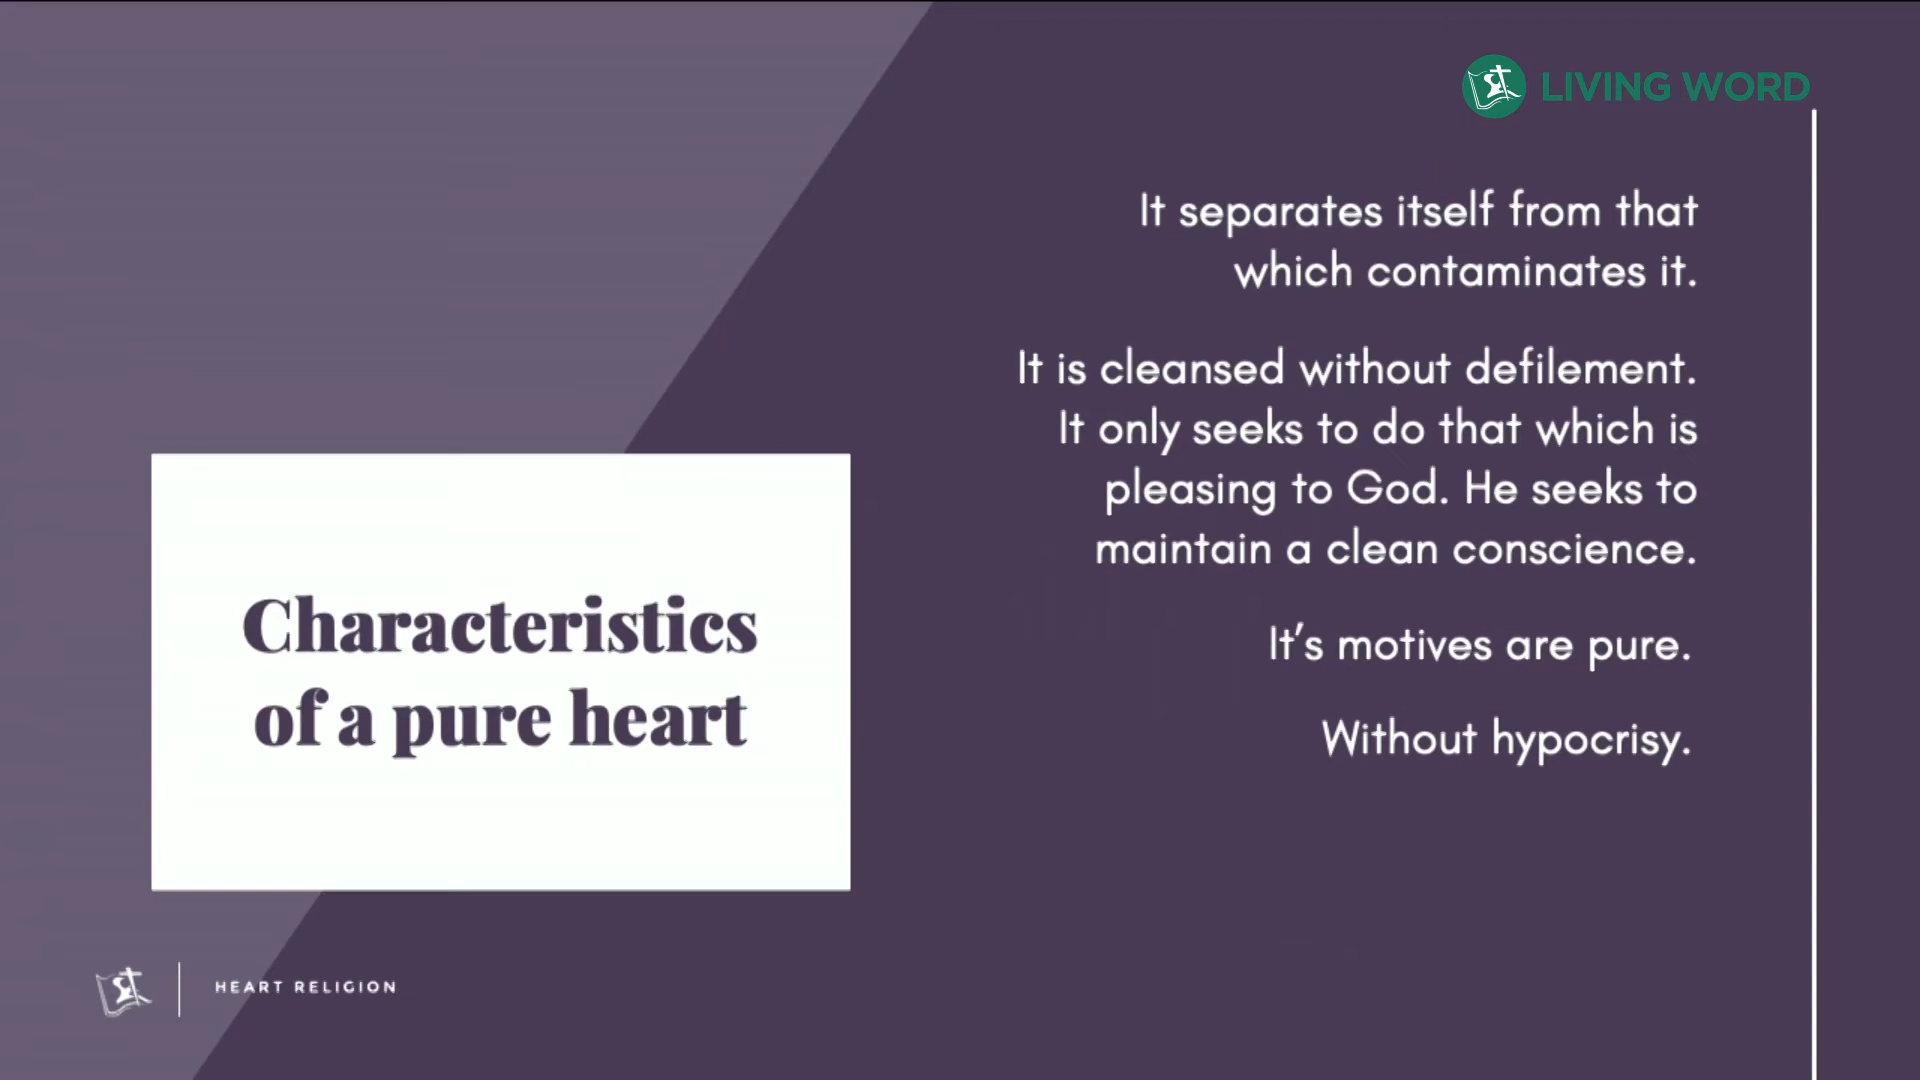 LIVING WORD
It separates itself from that
which contaminates it.
It is cleansed without defilement.
It only seeks to do that which is
pleasing to God. He seeks to
maintain a clean conscience.
It’s motives are pure.
Without hypocrisy.
Characteristics
of a pure heart
HEART RELIGION